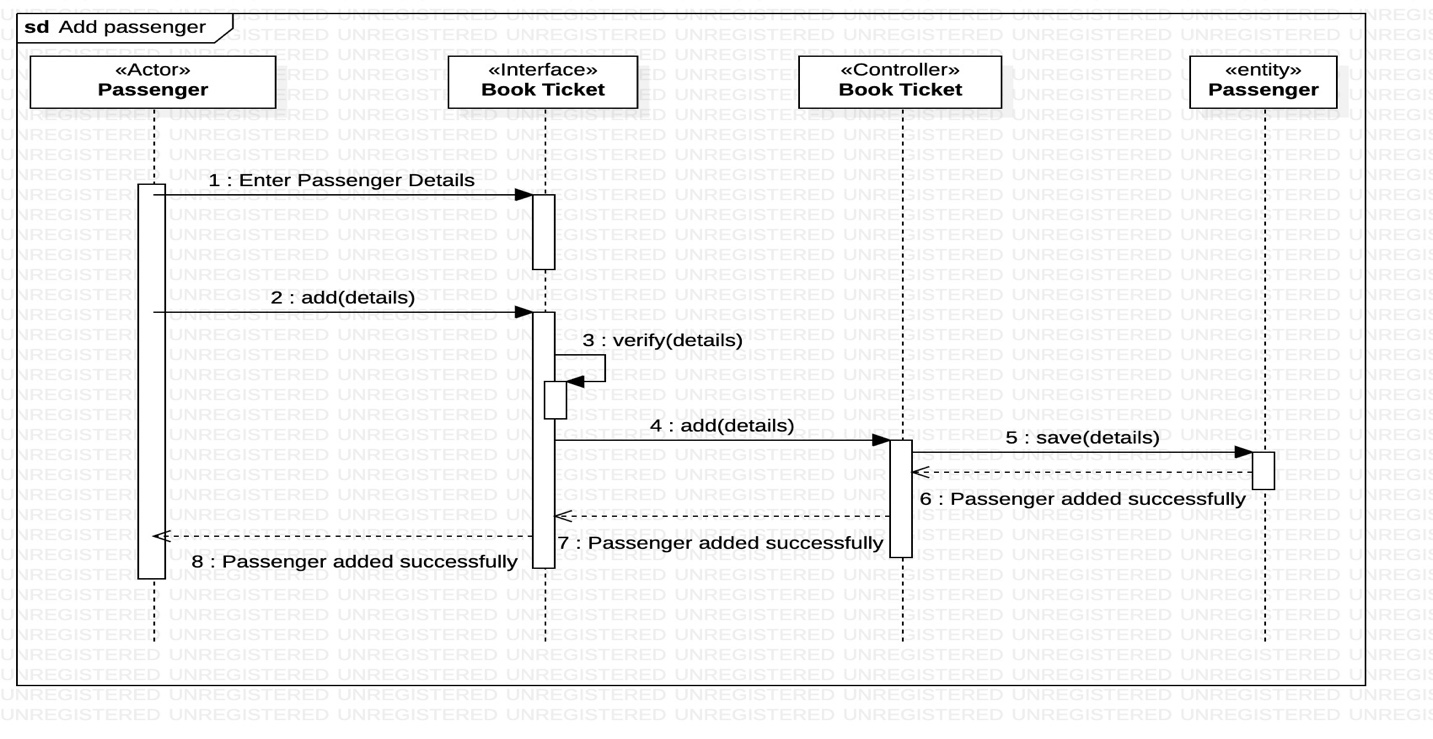 sd Add passenger
«Actor»
Passenger
«Interface»
Book Ticket
«Controller»
Book Ticket
«entity»
Passenger
1 : Enter Passenger Details
2 : add(details)
3 : verify(details)
4 : add(details)
5 : save(details)
6 : Passenger added successfully
7 : Passenger added successfully
8 : Passenger added successfully
UNREGISTERED